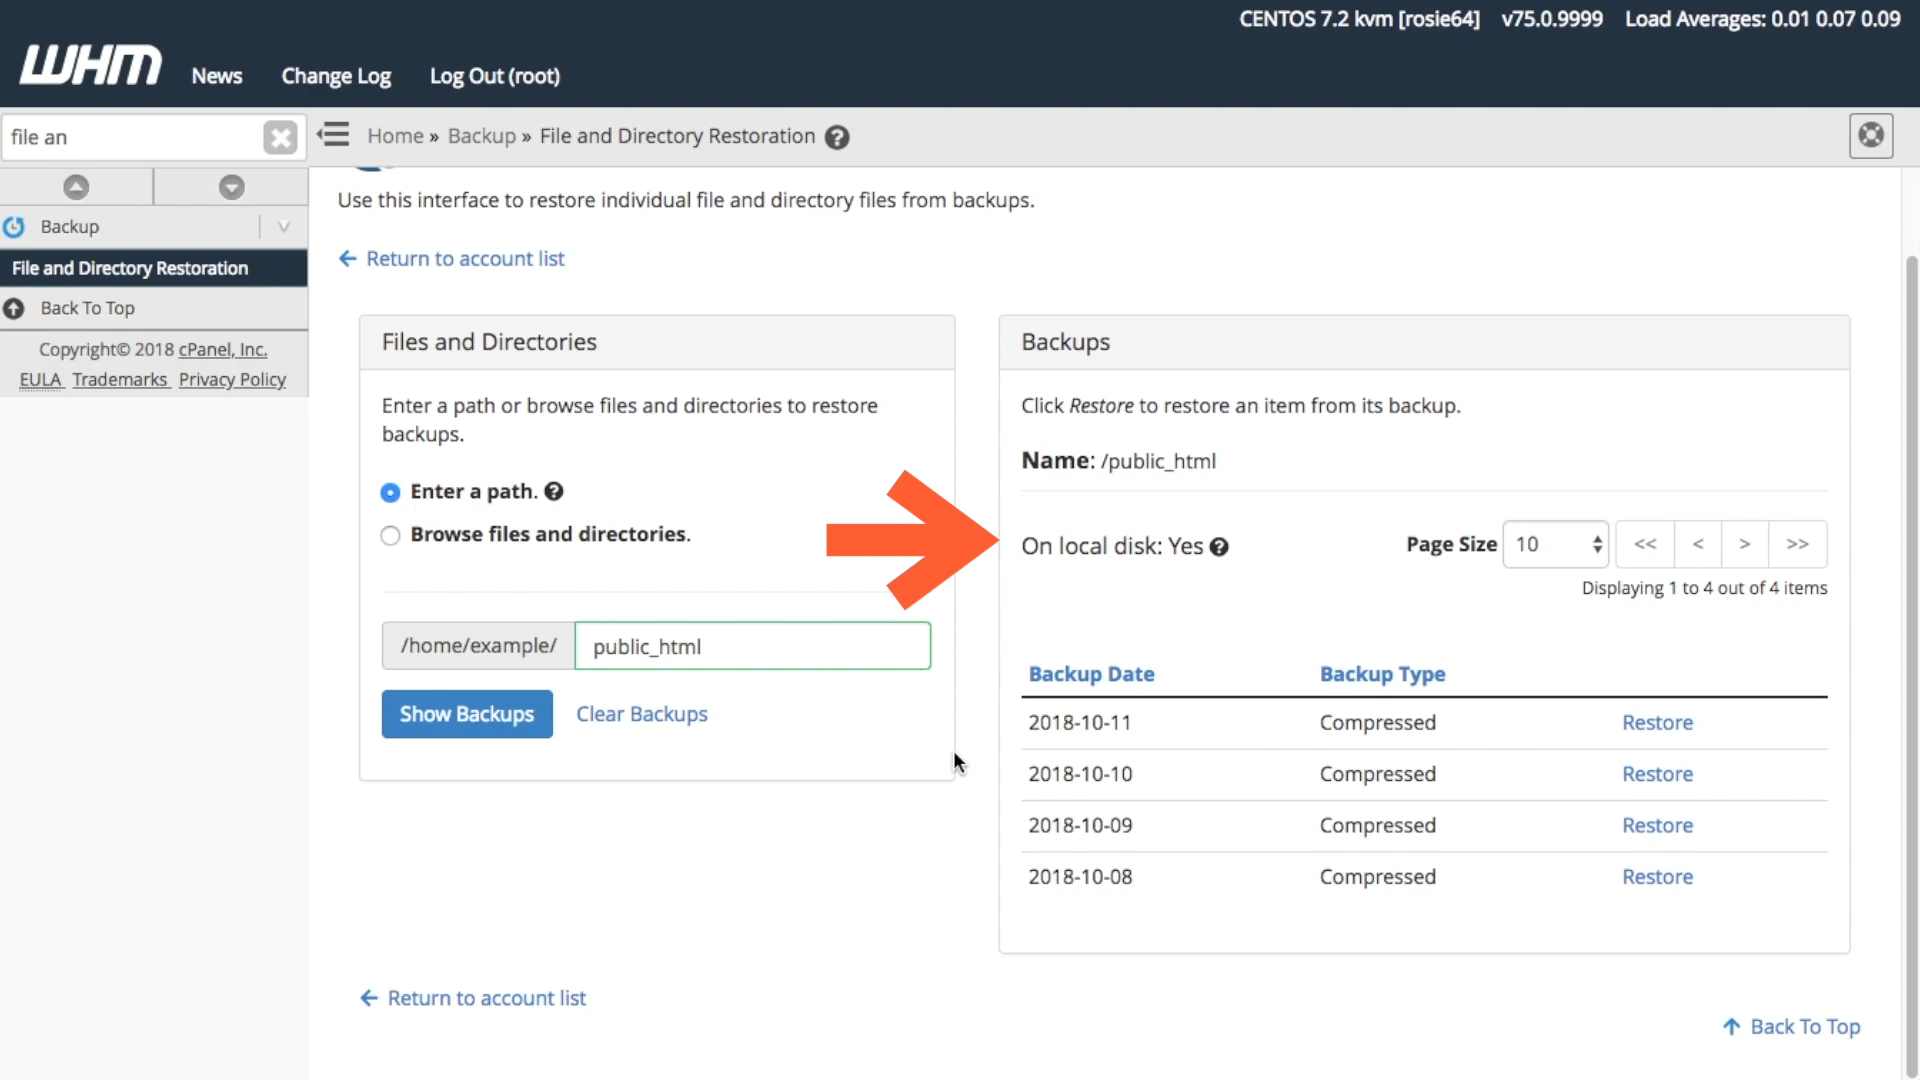 CENTOS 7.2 kvm [rosie64] v75.0.9999 Load Averages: 0.01 0.07 0.09
WHM News Change Log Log Out (root)
file an
Home » Backup » File and Directory Restoration ?
Backup
File and Directory Restoration
Back To Top
Copyright© 2018 cPanel, Inc.
EULA Trademarks Privacy Policy
Use this interface to restore individual file and directory files from backups.
Return to account list
Files and Directories
Enter a path or browse files and directories to restore
backups.
Enter a path. ?
Browse files and directories.
/home/example/ public_html
Show Backups Clear Backups
Backups
Click Restore to restore an item from its backup.
Name: /public_html
On local disk: Yes ? Page Size 10 << < > >>
Displaying 1 to 4 out of 4 items
Backup Date Backup Type
2018-10-11 Compressed Restore
2018-10-10 Compressed Restore
2018-10-09 Compressed Restore
2018-10-08 Compressed Restore
Return to account list
Back To Top